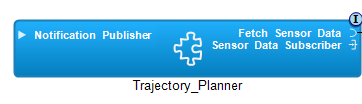 I
Notification Publisher
Fetch Sensor Data
Sensor Data Subscriber
Trajectory_Planner